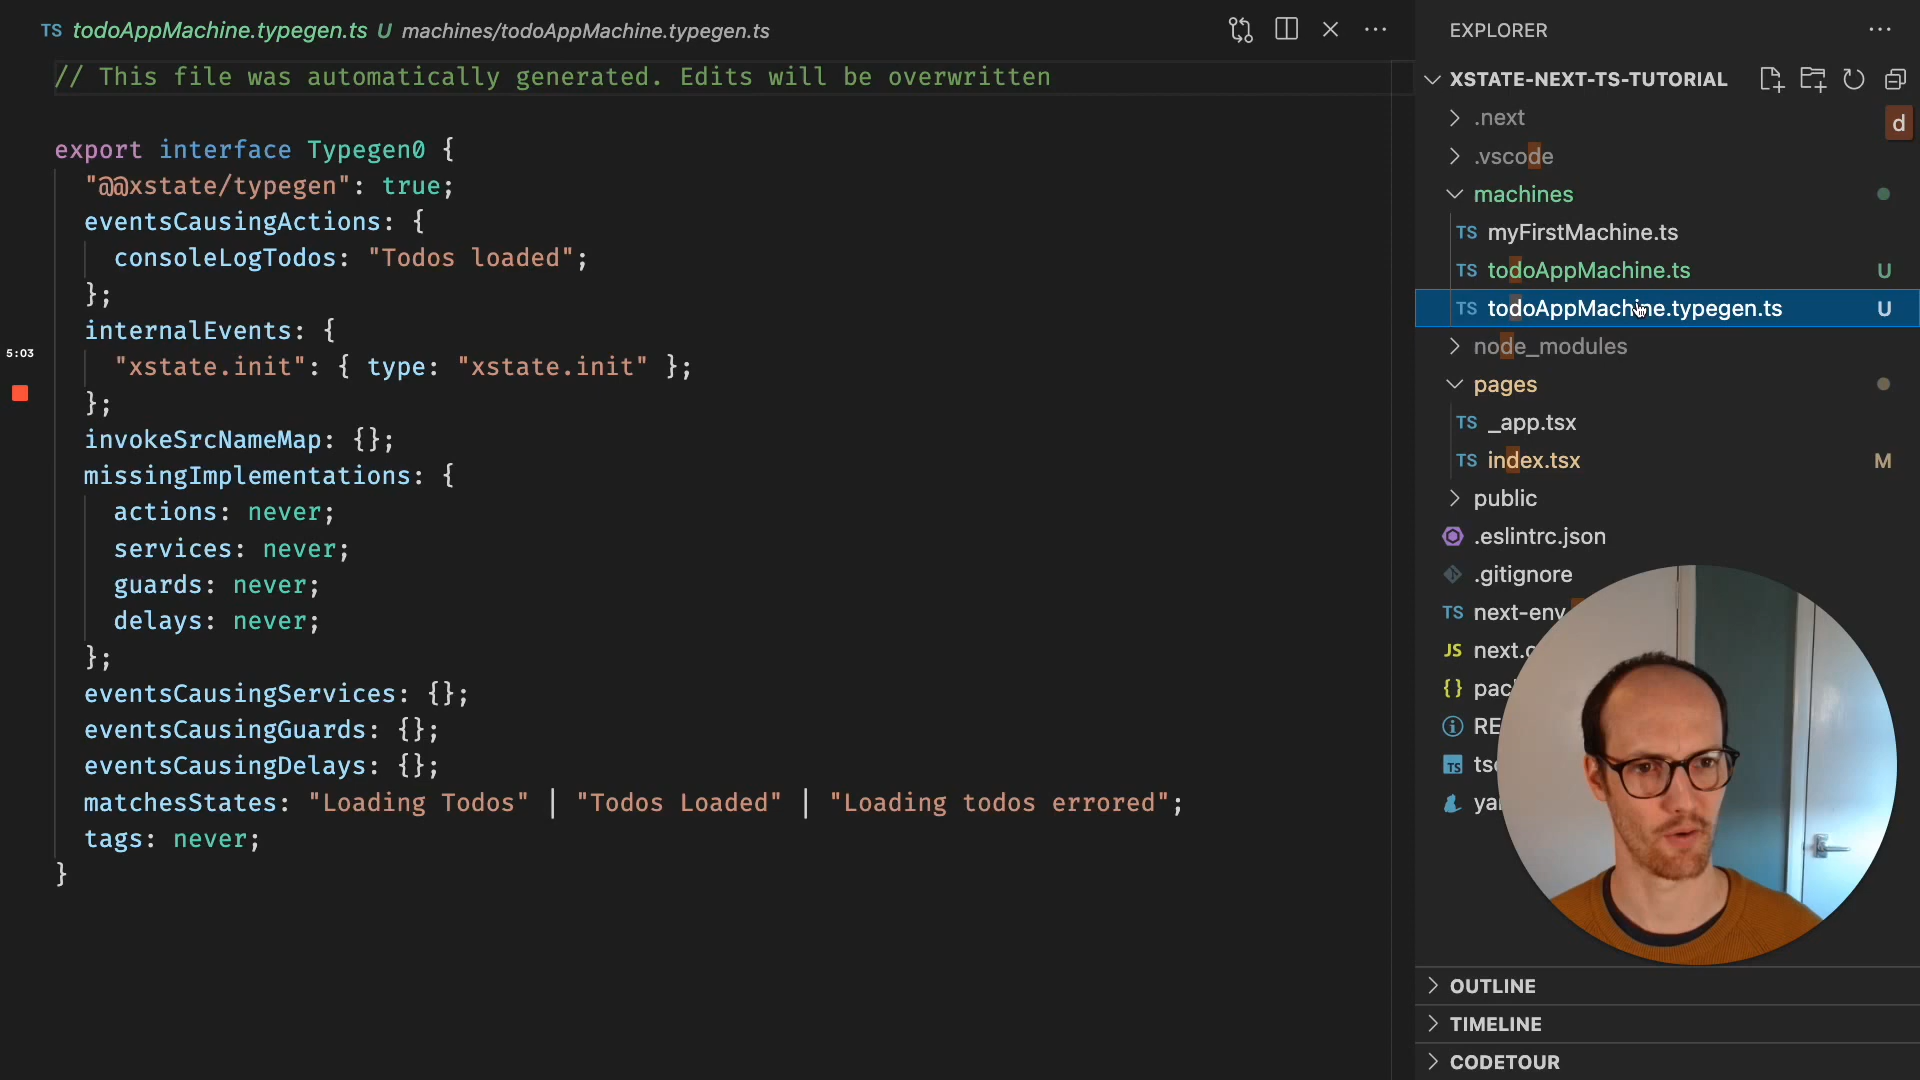 TS todoAppMachine.typegen.ts U machines/todoAppMachine.typegen.ts
// This file was automatically generated. Edits will be overwritten
export interface Typegen0 {
"@@xstate/typegen": true;
eventsCausingActions: {
consoleLogTodos: "Todos loaded";
};
internalEvents: {
"xstate.init": { type: "xstate.init" };
};
invokeSrcNameMap: {};
missingImplementations: {
actions: never;
services: never;
guards: never;
delays: never;
};
eventsCausingServices: {};
eventsCausingGuards: {};
eventsCausingDelays: {};
matchesStates: "Loading Todos" | "Todos Loaded" | "Loading todos errored";
tags: never;
}
5:03
EXPLORER
XSTATE-NEXT-TS-TUTORIAL
.next
d
.vscode
machines
TS myFirstMachine.ts
TS todoAppMachine.ts U
TS todoAppMachine.typegen.ts U
node_modules
pages
TS _app.tsx
TS index.tsx M
public
.eslintrc.json
.gitignore
TS next-env
JS next.c
{} pac
RE
TS tsc
ya
OUTLINE
TIMELINE
CODETOUR